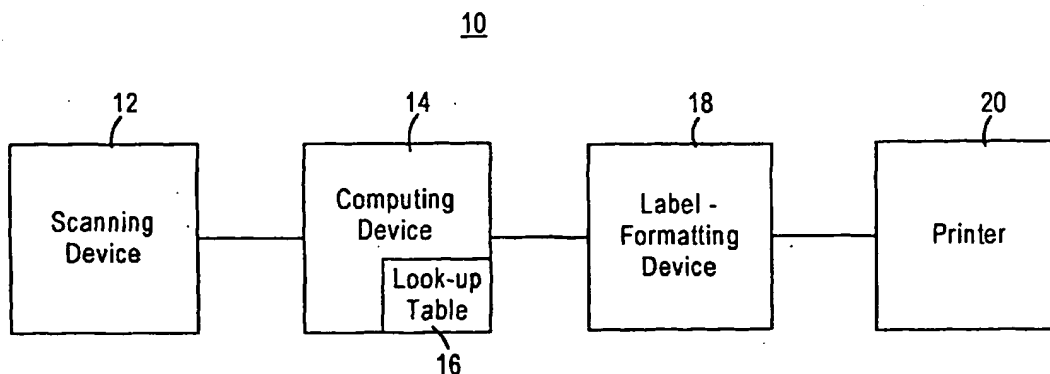 10
12
14
18
20
Scanning
Device
Computing
Device
Look-up
Table
16
Label -
Formatting
Device
Printer